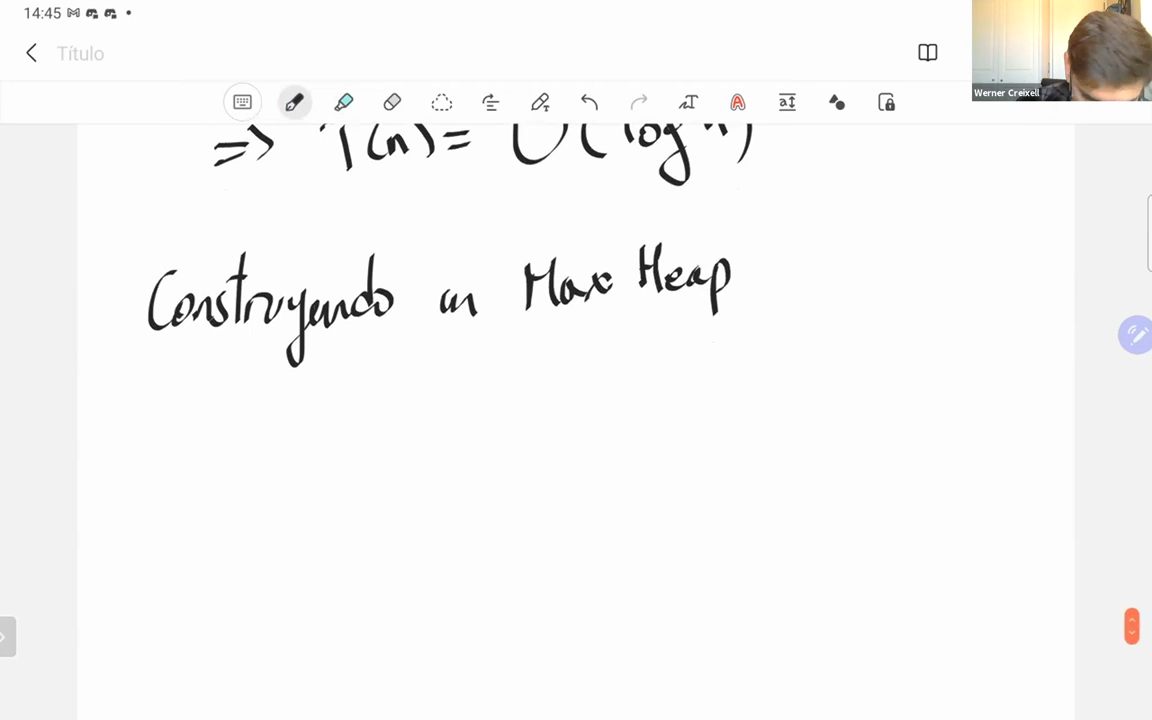 14:45
Título
Werner Creixell
=> T(n) = O(log n)
Construyendo un Max Heap